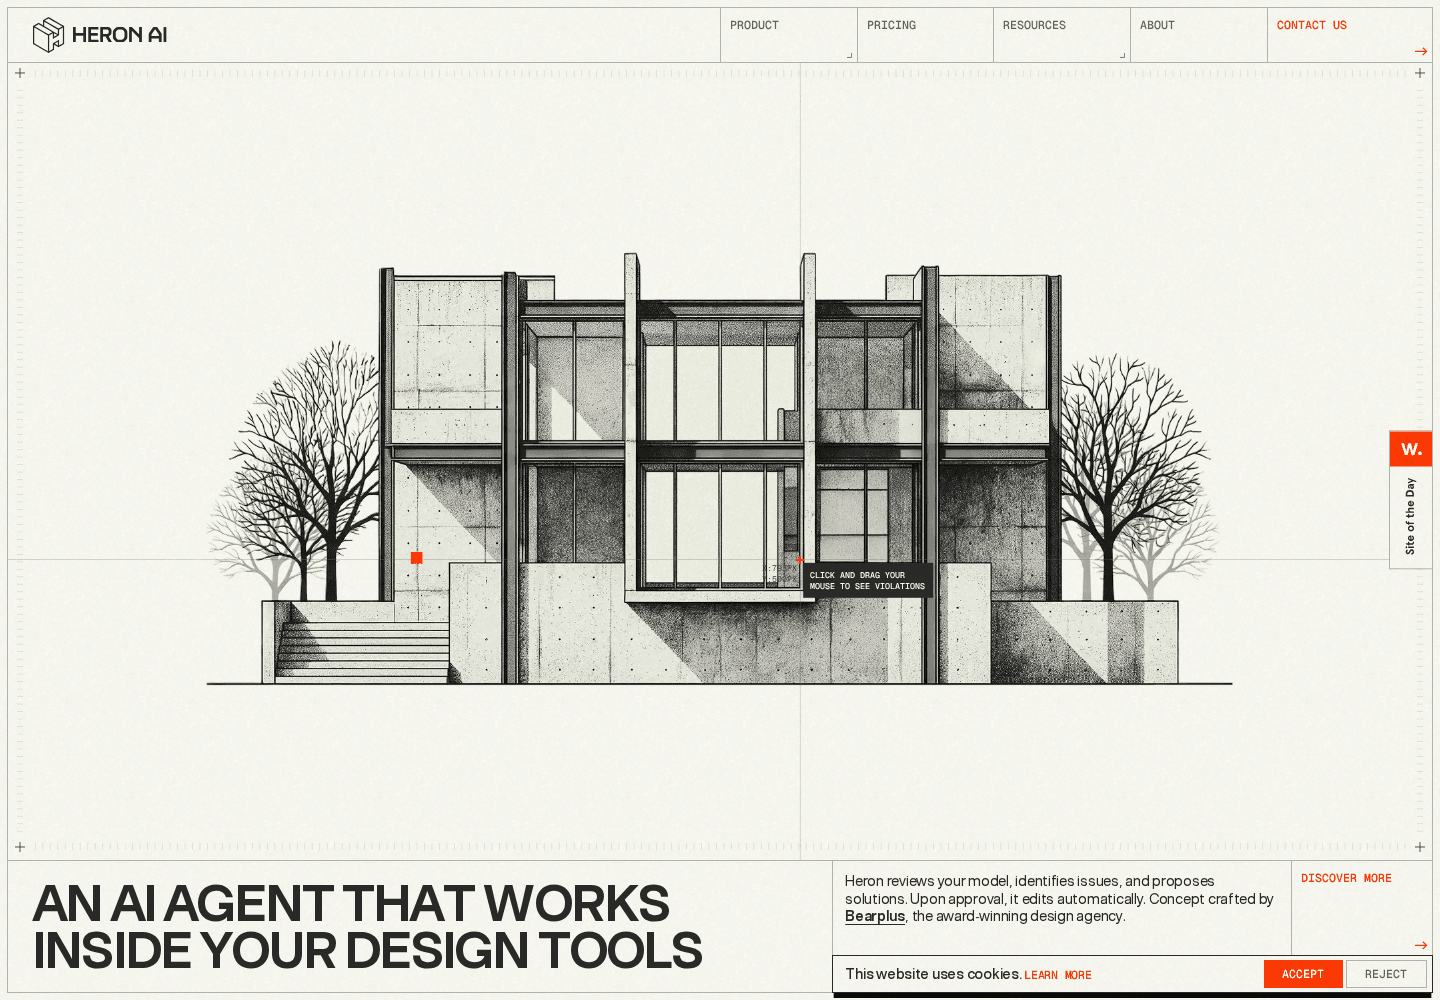 HERON AI
PRODUCT
PRICING
RESOURCES
ABOUT
CONTACT US
W.
Site of the Day
CLICK AND DRAG YOUR
MOUSE TO SEE VIOLATIONS
AN AI AGENT THAT WORKS
INSIDE YOUR DESIGN TOOLS
Heron reviews your model, identifies issues, and proposes
solutions. Upon approval, it edits automatically. Concept crafted by
Bearplus, the award-winning design agency.
DISCOVER MORE
This website uses cookies. LEARN MORE
ACCEPT
REJECT